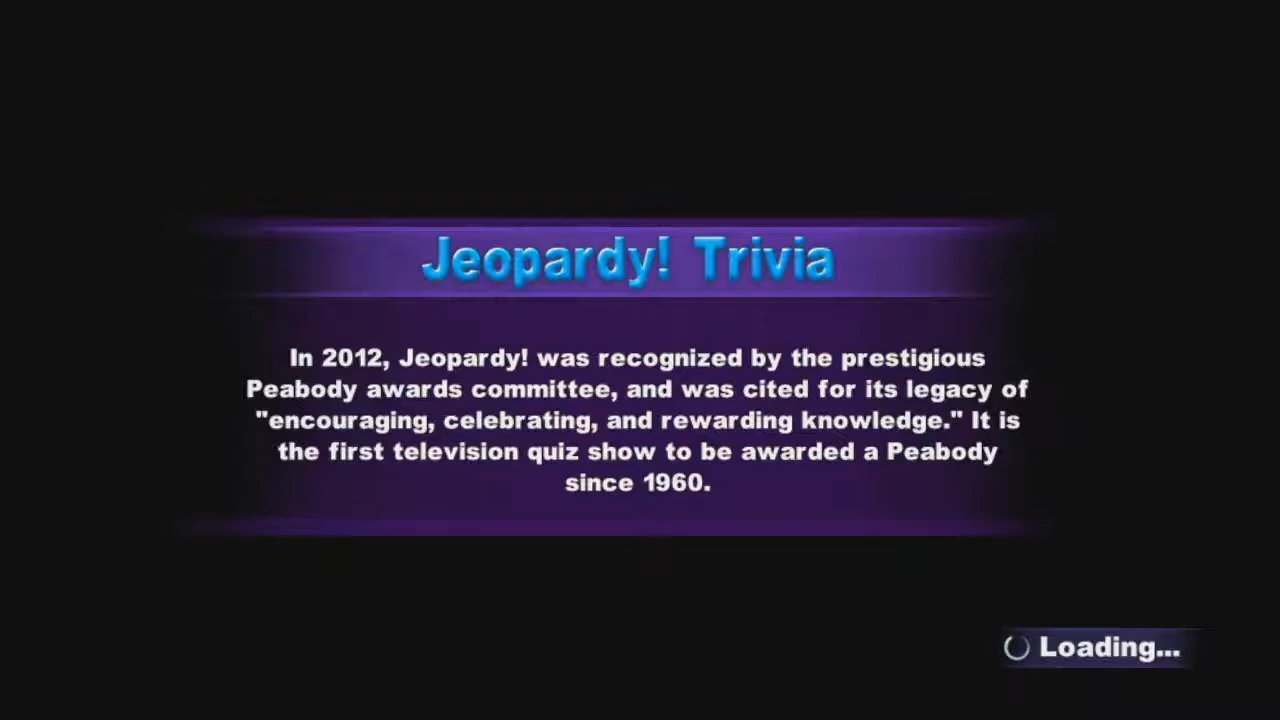 Jeopardy! Trivia
In 2012, Jeopardy! was recognized by the prestigious
Peabody awards committee, and was cited for its legacy of
"encouraging, celebrating, and rewarding knowledge." It is
the first television quiz show to be awarded a Peabody
since 1960.
Loading...